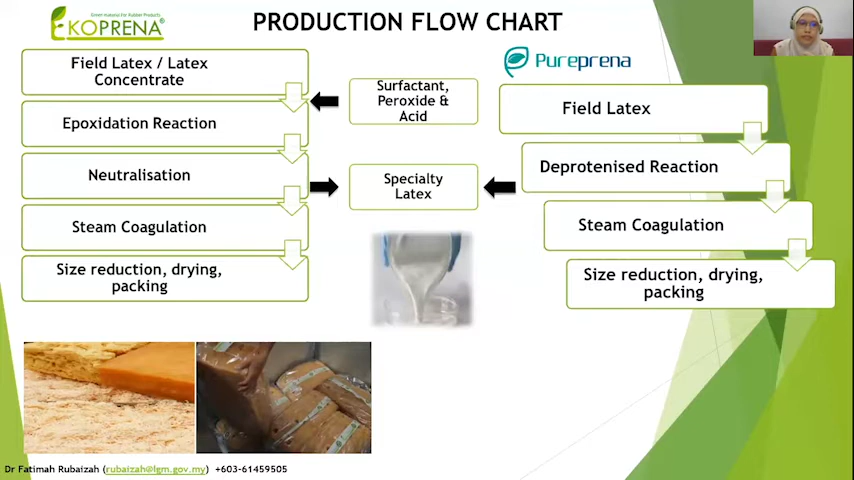 Green Material For Rubber Products
EKOPRENA®
PRODUCTION FLOW CHART
Field Latex / Latex
Concentrate
Epoxidation Reaction
Neutralisation
Steam Coagulation
Size reduction, drying,
packing
Surfactant,
Peroxide &
Acid
Specialty
Latex
Pureprena
Field Latex
Deprotenised Reaction
Steam Coagulation
Size reduction, drying,
packing
Dr Fatimah Rubaizah (rubaizah@lgm.gov.my) +603-61459505